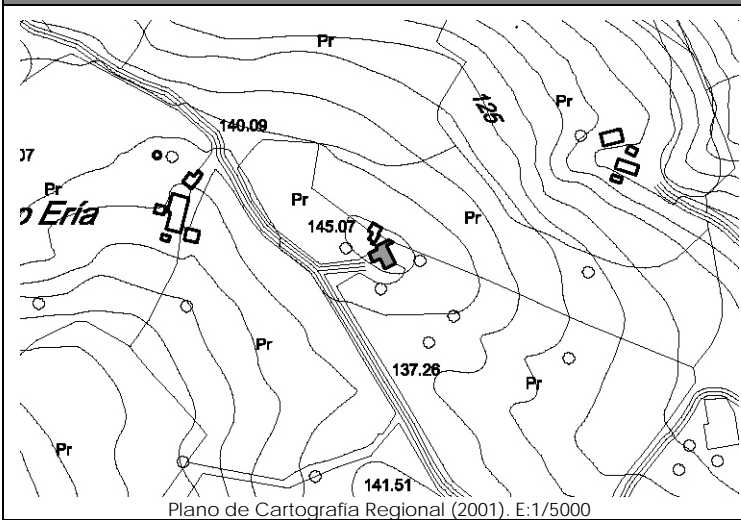 Pr
125
Pr
140.09
07
Pr
o Ería
Pr
145.07
Pr
Pr
137.26
Pr
Pr
141.51
Plano de Cartografía Regional (2001). E:1/5000